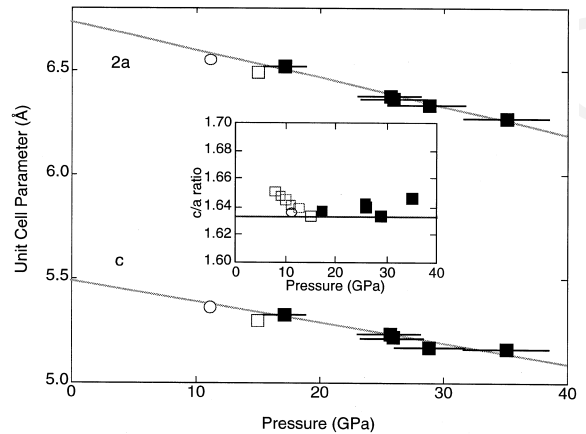 2a
6.5
1.70
1.68
1.66
1.64
1.62
1.60
c/a ratio
0 10 20 30 40
Pressure (GPa)
6.0
Unit Cell Parameter (Å)
c
5.5
5.0
0 10 20 30 40
Pressure (GPa)